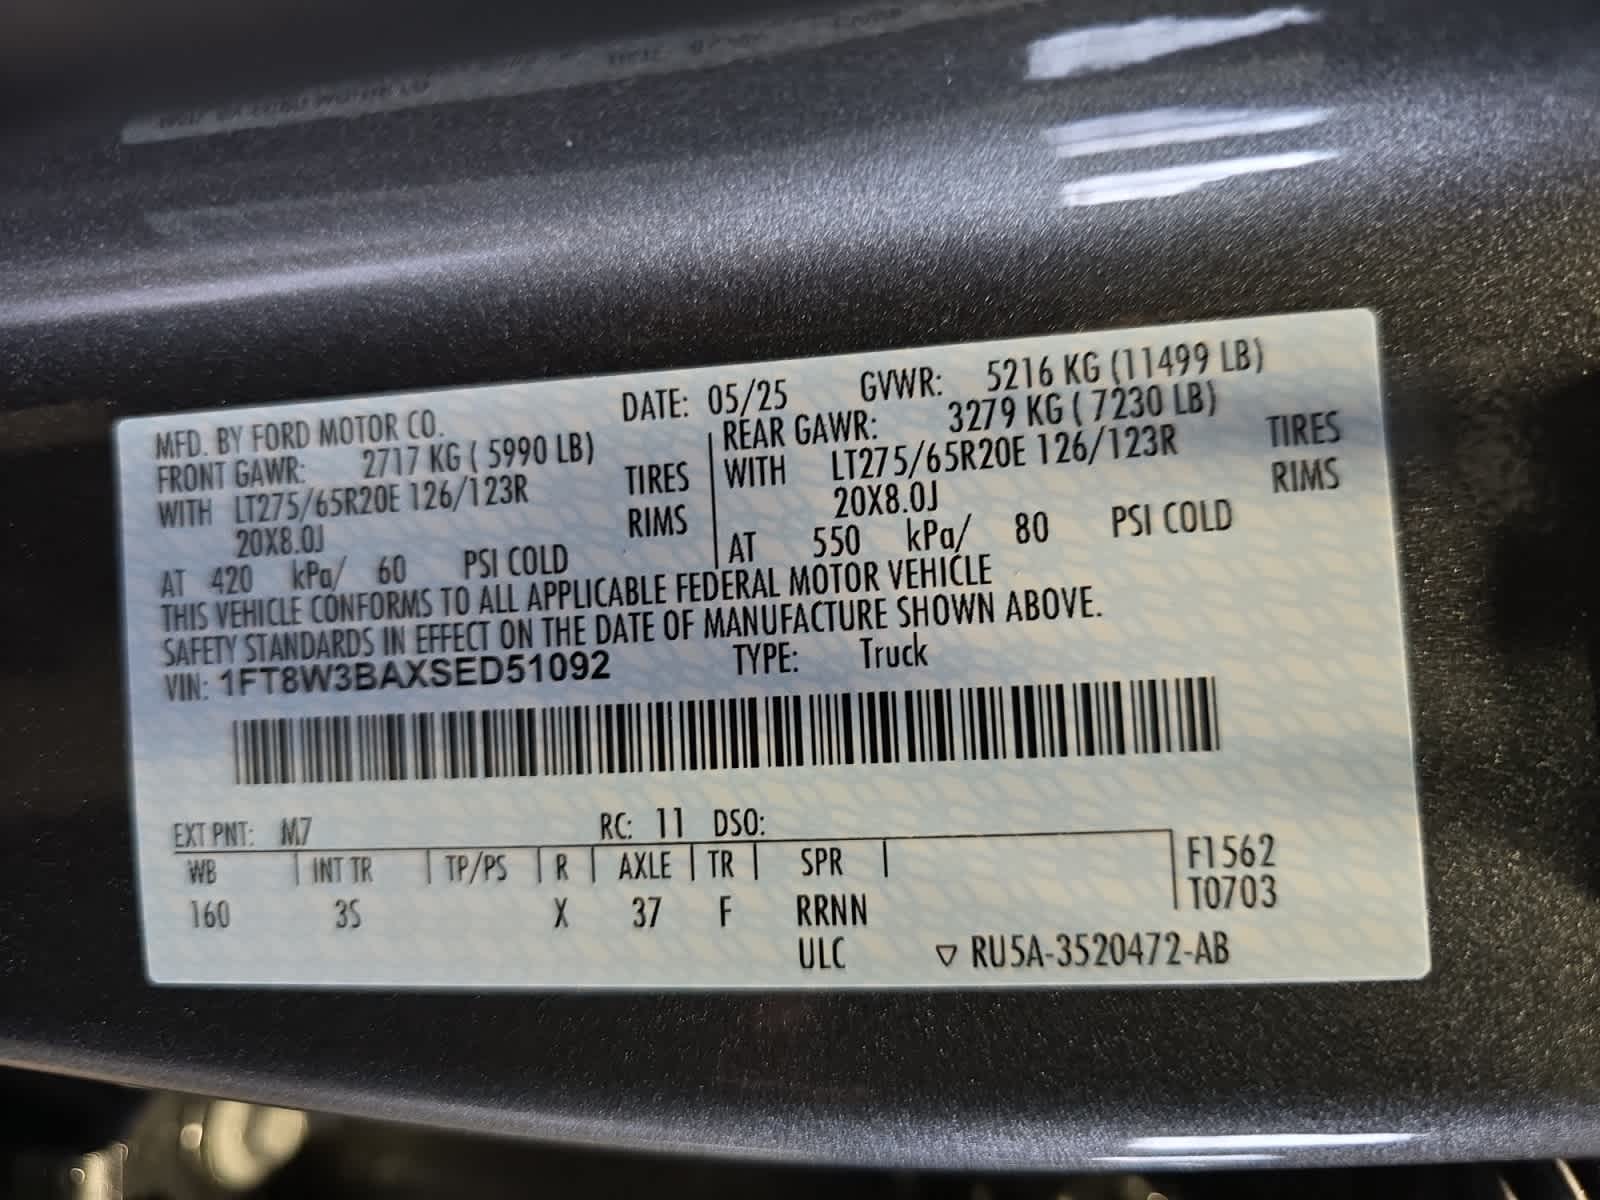 MFD. BY FORD MOTOR CO. DATE: 05/25 GVWR: 5216 KG (11499 LB)
FRONT GAWR: 2717 KG ( 5990 LB) REAR GAWR: 3279 KG ( 7230 LB)
WITH LT275/65R20E 126/123R TIRES WITH LT275/65R20E 126/123R TIRES
20X8.0J RIMS 20X8.0J RIMS
AT 420 kPa/ 60 PSI COLD AT 550 kPa/ 80 PSI COLD
THIS VEHICLE CONFORMS TO ALL APPLICABLE FEDERAL MOTOR VEHICLE
SAFETY STANDARDS IN EFFECT ON THE DATE OF MANUFACTURE SHOWN ABOVE.
VIN: 1FT8W3BAXSED51092 TYPE: Truck
EXT PNT: M7 RC: 11 DSO:
WB INT TR TP/PS R AXLE TR SPR F1562
160 3S X 37 F RRNN T0703
ULC ▽ RU5A-3520472-AB